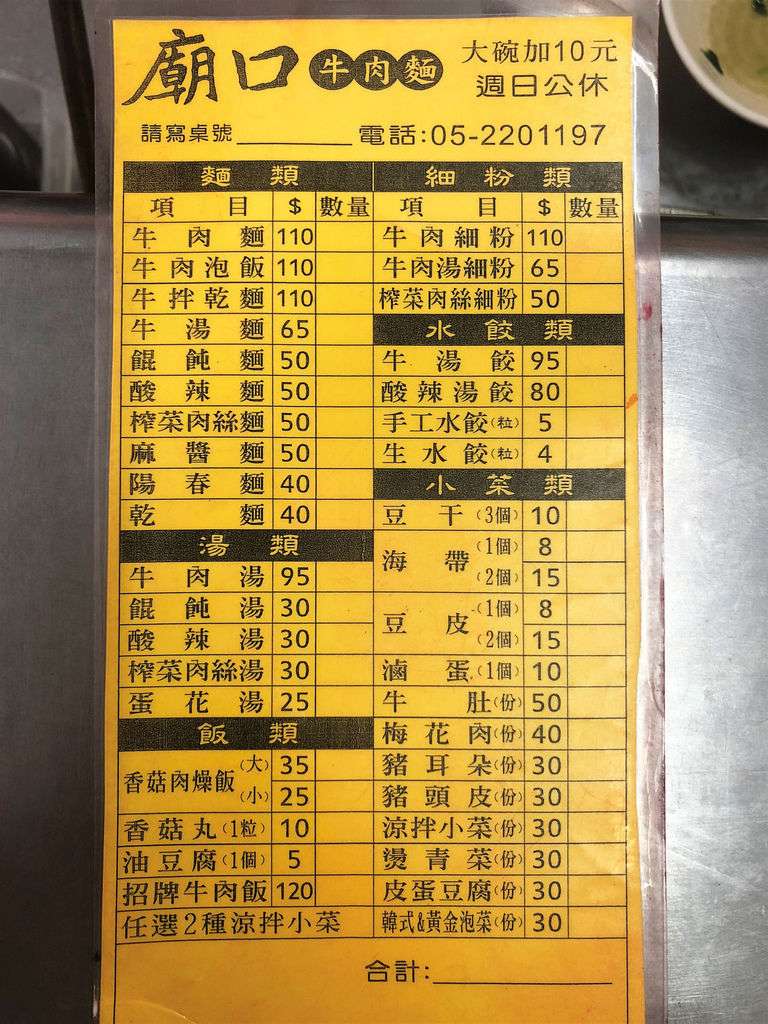 廟口牛肉麵
大碗加10元
週日公休
請寫桌號
電話:05-2201197
麵類
項目 $ 數量
牛肉麵 110
牛肉泡飯 110
牛拌乾麵 110
牛湯麵 65
餛飩麵 50
酸辣麵 50
榨菜肉絲麵 50
麻醬麵 50
陽春麵 40
乾麵 40
湯類
牛肉湯 95
餛飩湯 30
酸辣湯 30
榨菜肉絲湯 30
蛋花湯 25
飯類
香菇肉燥飯 (大) 35
(小) 25
香菇丸(1粒) 10
油豆腐(1個) 5
招牌牛肉飯 120
任選2種涼拌小菜
細粉類
項目 $ 數量
牛肉細粉 110
牛肉湯細粉 65
榨菜肉絲細粉 50
水餃類
牛湯餃 95
酸辣湯餃 80
手工水餃(粒) 5
生水餃(粒) 4
小菜類
豆干(3個) 10
海帶 (1個) 8
(2個) 15
豆皮 (1個) 8
(2個) 15
滷蛋(1個) 10
牛肚(份) 50
梅花肉(份) 40
豬耳朵(份) 30
豬頭皮(份) 30
涼拌小菜(份) 30
燙青菜(份) 30
皮蛋豆腐(份) 30
韓式&黃金泡菜(份) 30
合計: